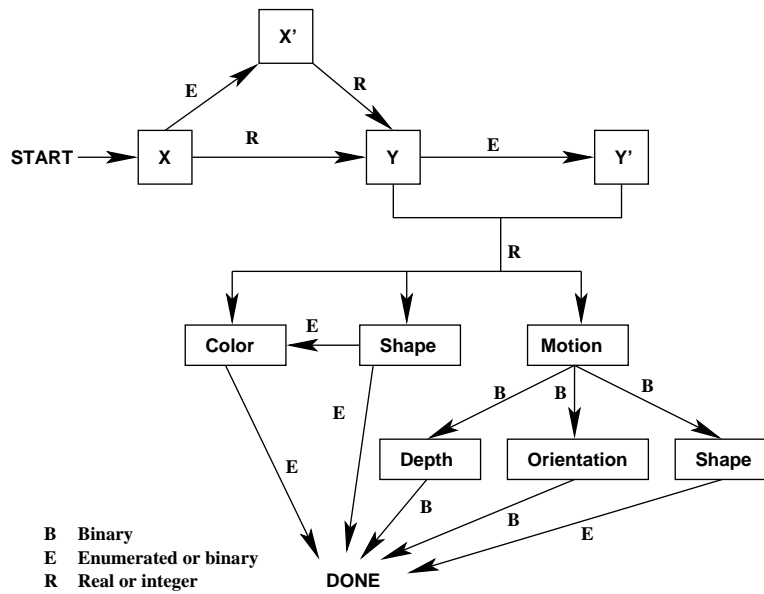 X'
E
R
START
X
R
Y
E
Y'
R
Color
E
Shape
Motion
B
B
B
E
E
Depth
Orientation
Shape
B
B
E
B Binary
E Enumerated or binary
R Real or integer
DONE